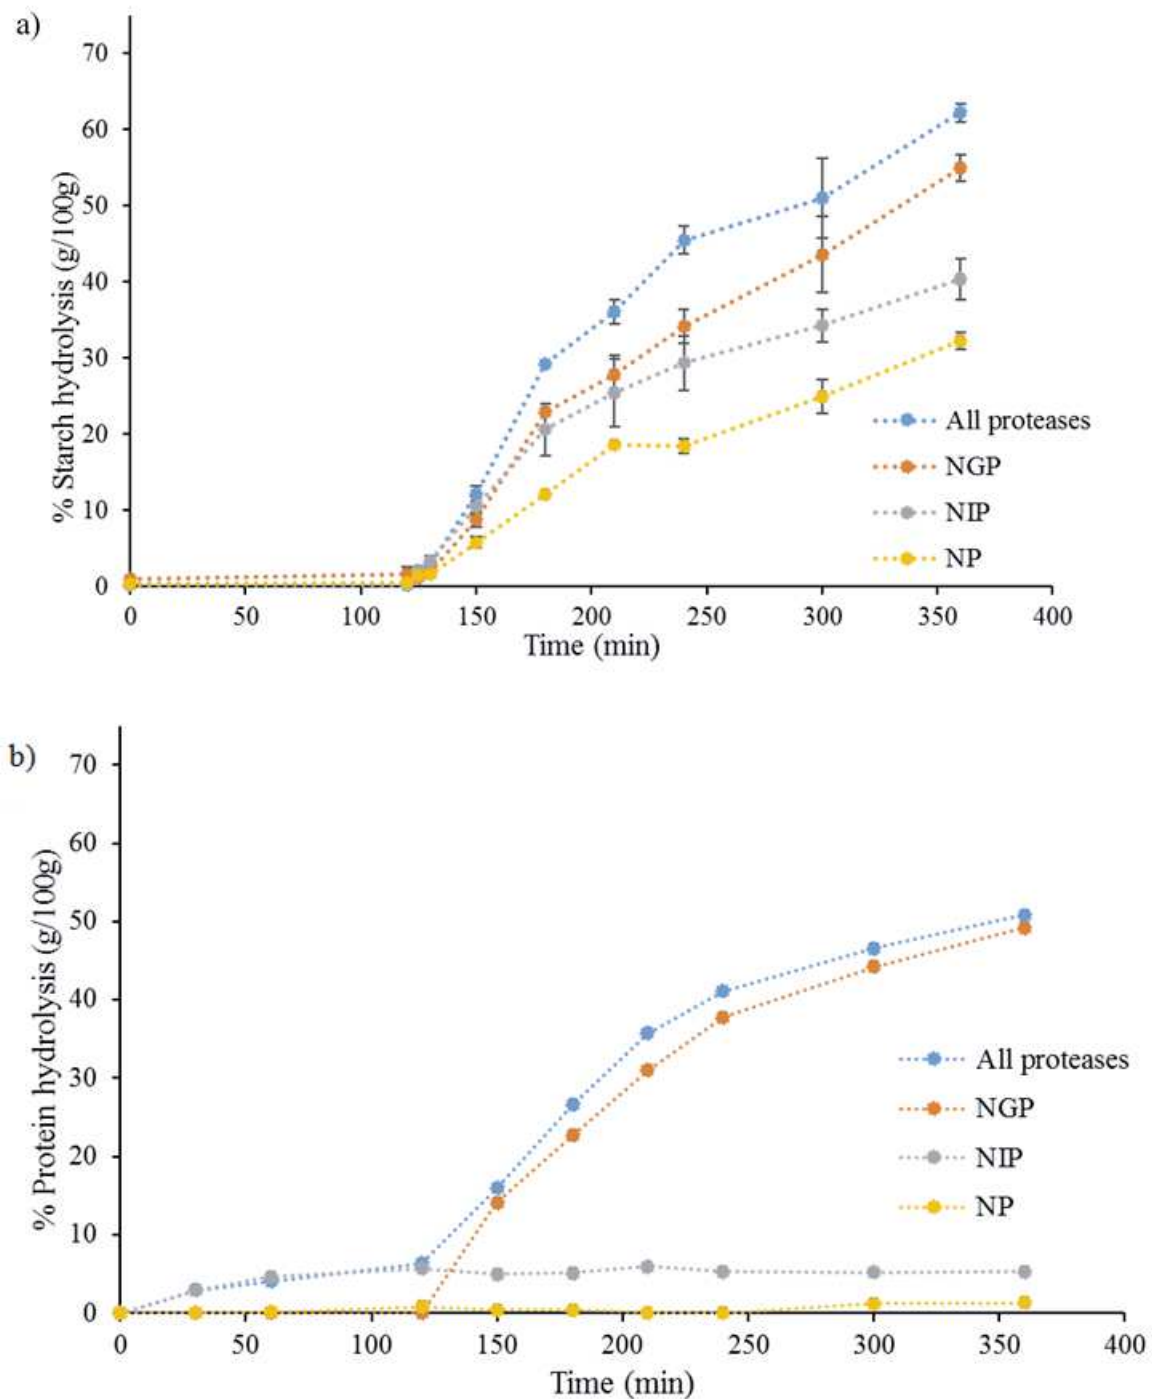 a)
% Starch hydrolysis (g/100g)
70
60
50
40
30
20
10
0
0 50 100 150 200 250 300 350 400
Time (min)
All proteases
NGP
NIP
NP
b)
% Protein hydrolysis (g/100g)
70
60
50
40
30
20
10
0
0 50 100 150 200 250 300 350 400
Time (min)
All proteases
NGP
NIP
NP